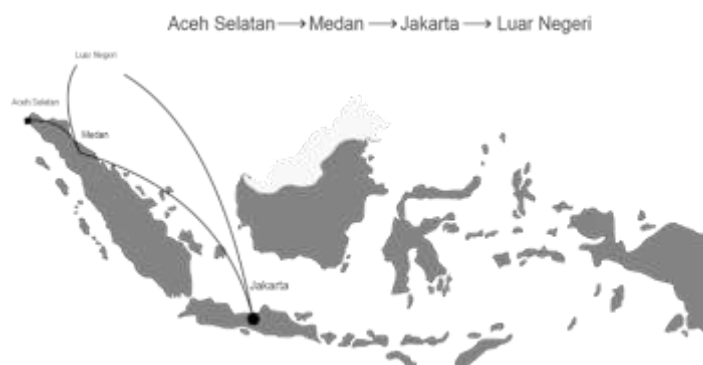 Aceh Selatan → Medan → Jakarta → Luar Negeri
Luar Negeri
Aceh Selatan
Medan
Jakarta